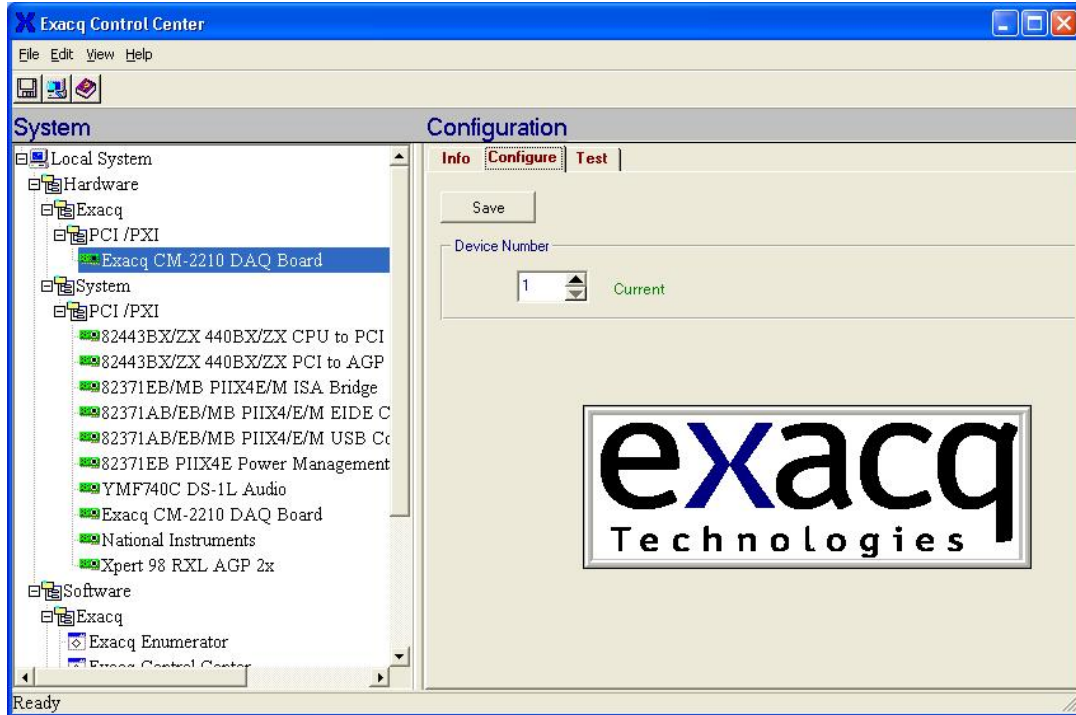 Exacq Control Center
File Edit View Help
System
Configuration
Local System
Hardware
Exacq
PCI /PXI
Exacq CM-2210 DAQ Board
System
PCI /PXI
82443BX/ZX 440BX/ZX CPU to PCI
82443BX/ZX 440BX/ZX PCI to AGP
82371EB/MB PIIX4E/M ISA Bridge
82371AB/EB/MB PIIX4/E/M EIDE C
82371AB/EB/MB PIIX4/E/M USB Co
82371EB PIIX4E Power Management
YMF740C DS-1L Audio
Exacq CM-2210 DAQ Board
National Instruments
Xpert 98 RXL AGP 2x
Software
Exacq
Exacq Enumerator
Exacq Control Center
Info Configure Test
Save
Device Number
1 Current
exacq
Technologies
Ready